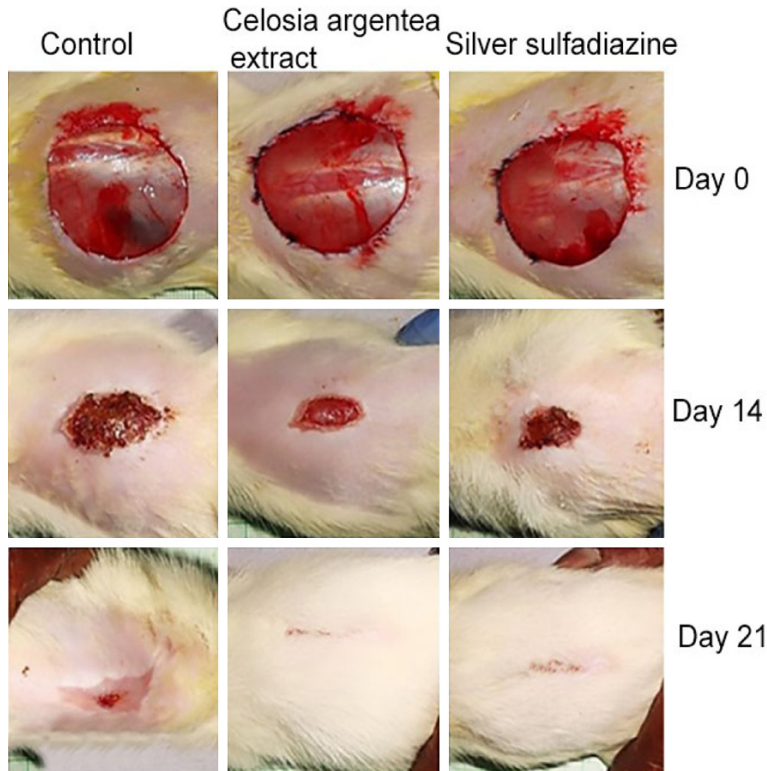 Control
Celosia argentea
extract
Silver sulfadiazine
Day 0
Day 14
Day 21